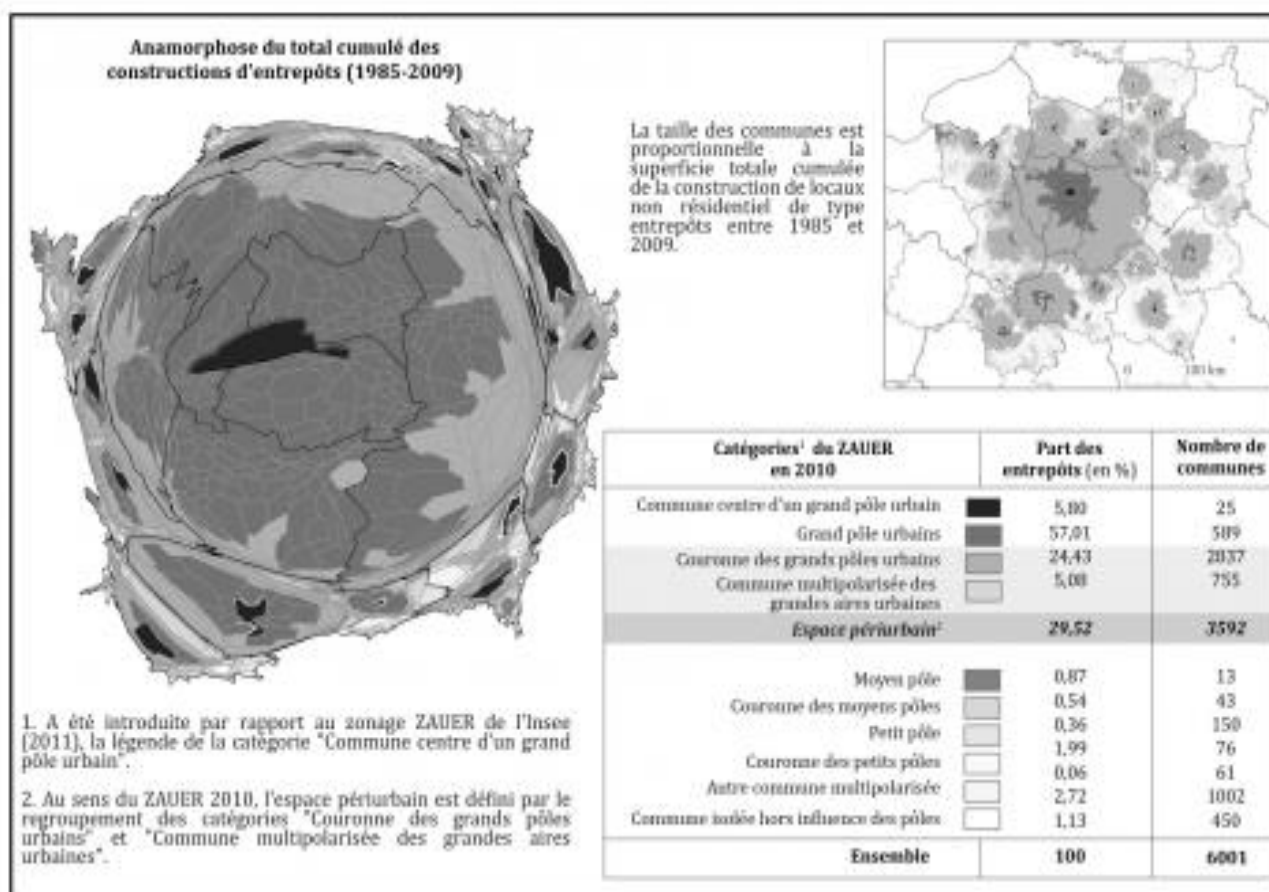 Anamorphose du total cumulé des
constructions d'entrepôts (1985-2009)
La taille des communes est
proportionnelle à la
superficie totale cumulée
de la construction de locaux
non résidentiel de type
entrepôts entre 1985 et
2009.
0 100 km
Catégories¹ du ZAUER
en 2010
Part des
entrepôts (en %)
Nombre de
communes
Commune centre d'un grand pôle urbain 5,80 25
Grand pôle urbains 57,01 589
Couronne des grands pôles urbains 24,43 2837
Commune multipolarisée des
grandes aires urbaines
5,08 755
Espace périurbain² 29,52 3592
Moyen pôle 0,87 13
Couronne des moyens pôles 0,54 43
Petit pôle 0,36 150
1,99 76
Couronne des petits pôles 0,06 61
Autre commune multipolarisée 2,72 1002
Commune isolée hors influence des pôles 1,13 450
Ensemble 100 6001
1. A été introduite par rapport au zonage ZAUER de l'Insee
(2011), la légende de la catégorie "Commune centre d'un grand
pôle urbain".
2. Au sens du ZAUER 2010, l'espace périurbain est défini par le
regroupement des catégories "Couronne des grands pôles
urbains" et "Commune multipolarisée des grandes aires
urbaines".